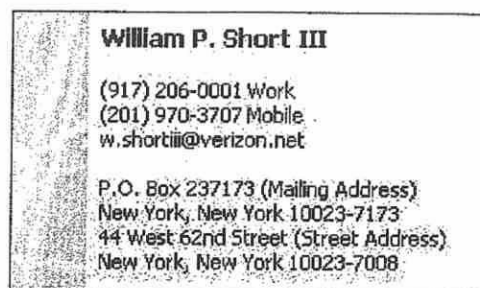 William P. Short III
(917) 206-0001 Work
(201) 970-3707 Mobile
w.shortiii@verizon.net
P.O. Box 237173 (Mailing Address)
New York, New York 10023-7173
44 West 62nd Street (Street Address)
New York, New York 10023-7008